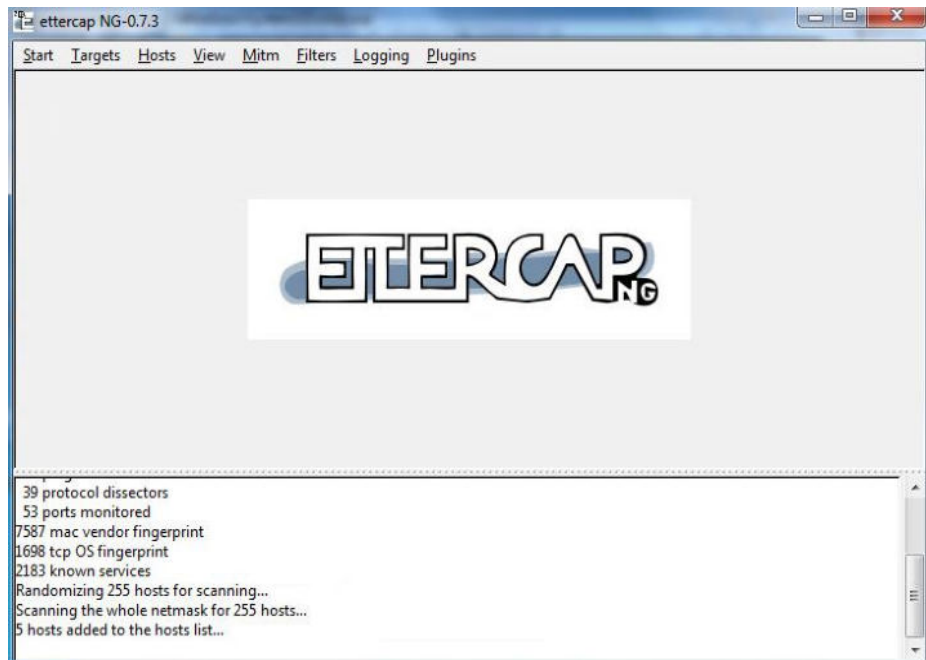 ettercap NG-0.7.3
Start Targets Hosts View Mitm Filters Logging Plugins
ETTERCAP
NG
39 protocol dissectors
53 ports monitored
7587 mac vendor fingerprint
1698 tcp OS fingerprint
2183 known services
Randomizing 255 hosts for scanning...
Scanning the whole netmask for 255 hosts...
5 hosts added to the hosts list...